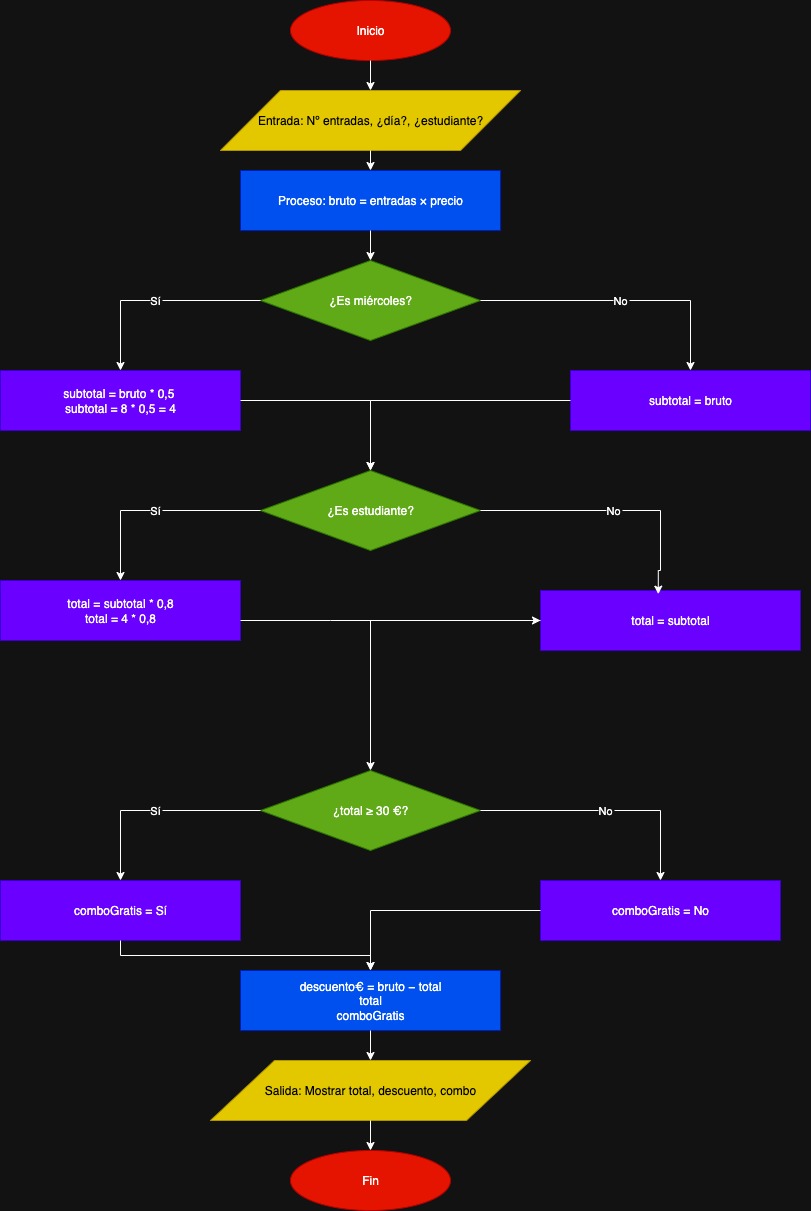 Inicio
Entrada: Nº entradas, ¿día?, ¿estudiante?
Proceso: bruto = entradas × precio
¿Es miércoles?
Sí
No
subtotal = bruto * 0,5
subtotal = 8 * 0,5 = 4
subtotal = bruto
¿Es estudiante?
Sí
No
total = subtotal * 0,8
total = 4 * 0,8
total = subtotal
¿total ≥ 30 €?
Sí
No
comboGratis = Sí
comboGratis = No
descuento€ = bruto − total
total
comboGratis
Salida: Mostrar total, descuento, combo
Fin